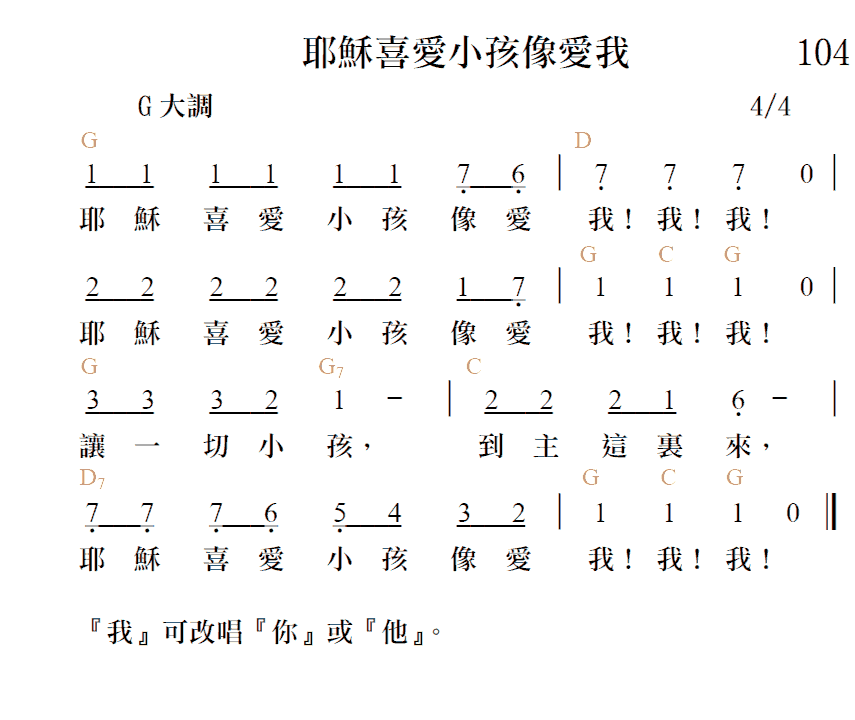 耶穌喜愛小孩像愛我 104
G 大調 4/4
G D
1 1 1 1 1 1 7̣ 6̣ | 7̣ 7̣ 7̣ 0 |
耶 穌 喜 愛 小 孩 像 愛 我！ 我！ 我！
G C G
2 2 2 2 2 2 1 7̣ | 1 1 1 0 |
耶 穌 喜 愛 小 孩 像 愛 我！ 我！ 我！
G G7 C
3 3 3 2 1 － | 2 2 2 1 6̣ － |
讓 一 切 小 孩， 到 主 這 裏 來，
D7 G C G
7̣ 7̣ 7̣ 6̣ 5̣ 4 3 2 | 1 1 1 0 ‖
耶 穌 喜 愛 小 孩 像 愛 我！ 我！ 我！
『我』可改唱『你』或『他』。